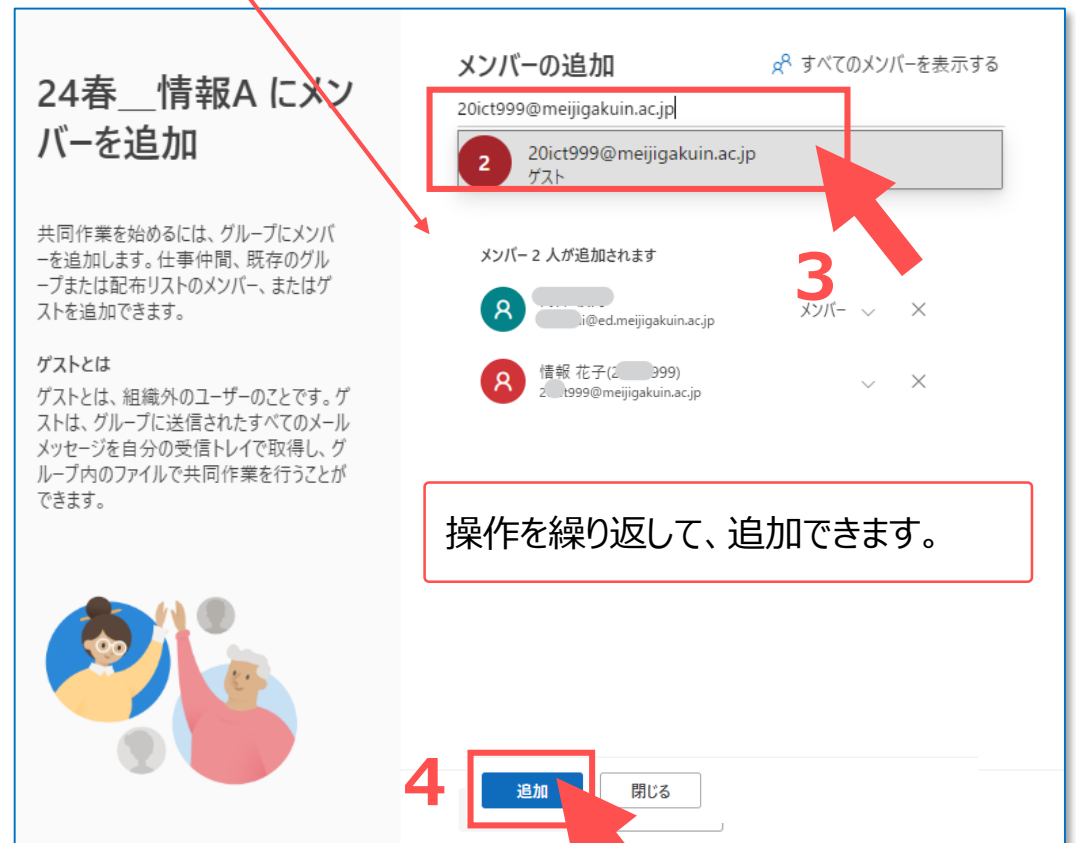 24春__情報A にメン
バーを追加
共同作業を始めるには、グループにメンバ
ーを追加します。仕事仲間、既存のグル
ープまたは配布リストのメンバー、またはゲ
ストを追加できます。
ゲストとは
ゲストとは、組織外のユーザーのことです。ゲ
ストは、グループに送信されたすべてのメール
メッセージを自分の受信トレイで取得し、グ
ループ内のファイルで共同作業を行うことが
できます。
メンバーの追加
すべてのメンバーを表示する
20ict999@meijigakuin.ac.jp
2
20ict999@meijigakuin.ac.jp
ゲスト
3
メンバー 2 人が追加されます
i@ed.meijigakuin.ac.jp
メンバー
情報 花子(2 999)
2 t999@meijigakuin.ac.jp
操作を繰り返して、追加できます。
4
追加
閉じる